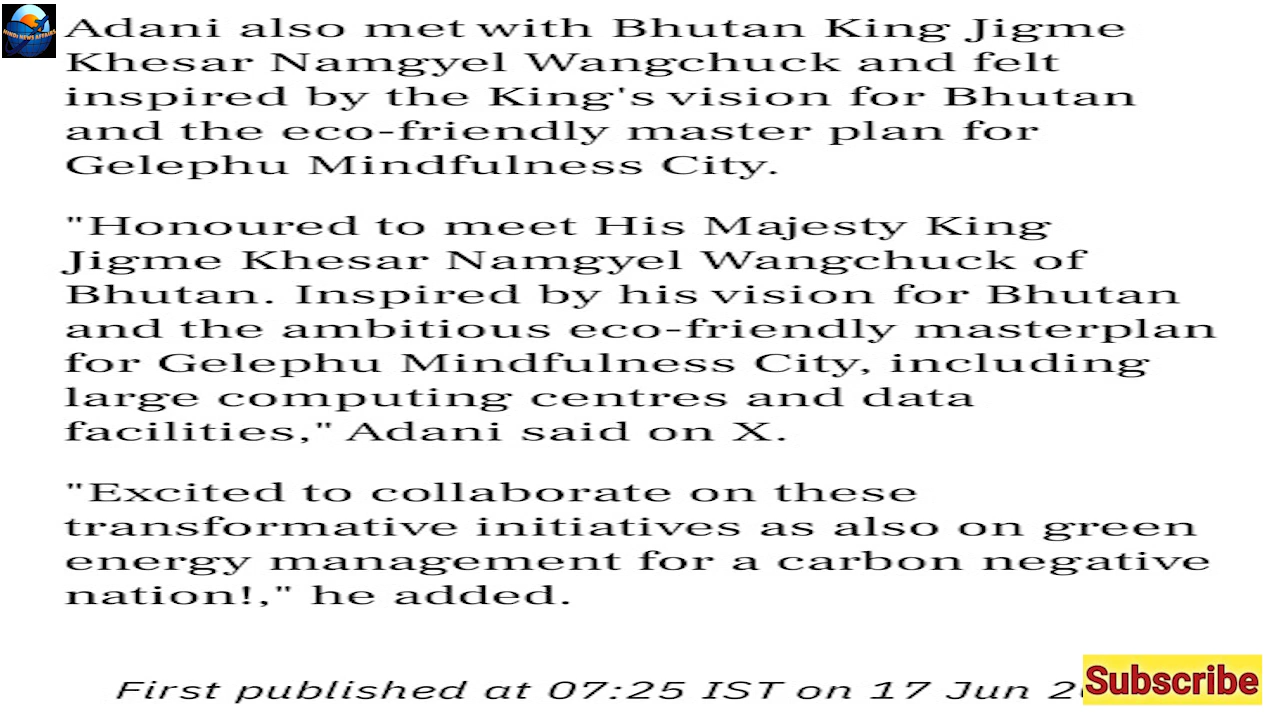 HINDI NEWS AFFAIRS
Adani also met with Bhutan King Jigme
Khesar Namgyel Wangchuck and felt
inspired by the King's vision for Bhutan
and the eco-friendly master plan for
Gelephu Mindfulness City.
"Honoured to meet His Majesty King
Jigme Khesar Namgyel Wangchuck of
Bhutan. Inspired by his vision for Bhutan
and the ambitious eco-friendly masterplan
for Gelephu Mindfulness City, including
large computing centres and data
facilities," Adani said on X.
"Excited to collaborate on these
transformative initiatives as also on green
energy management for a carbon negative
nation!," he added.
First published at 07:25 IST on 17 Jun
Subscribe